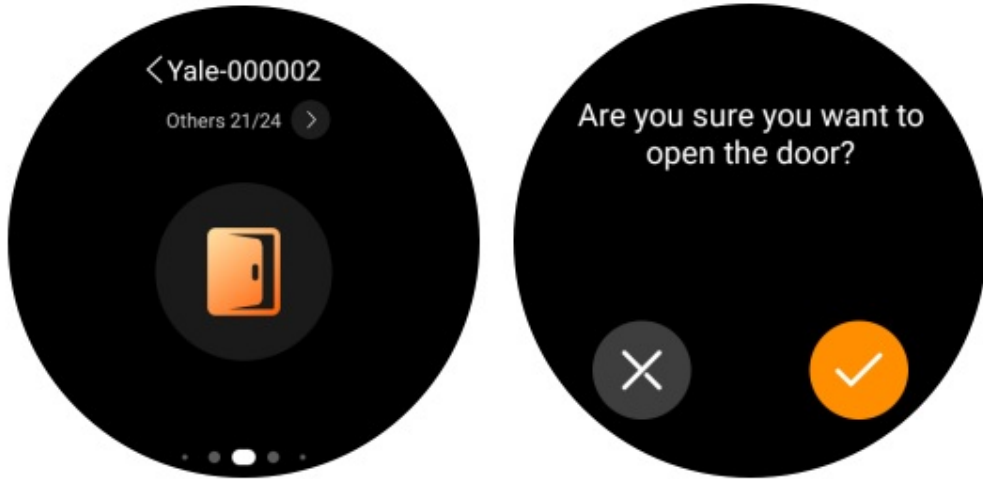 Yale-000002
Others 21/24
Are you sure you want to
open the door?